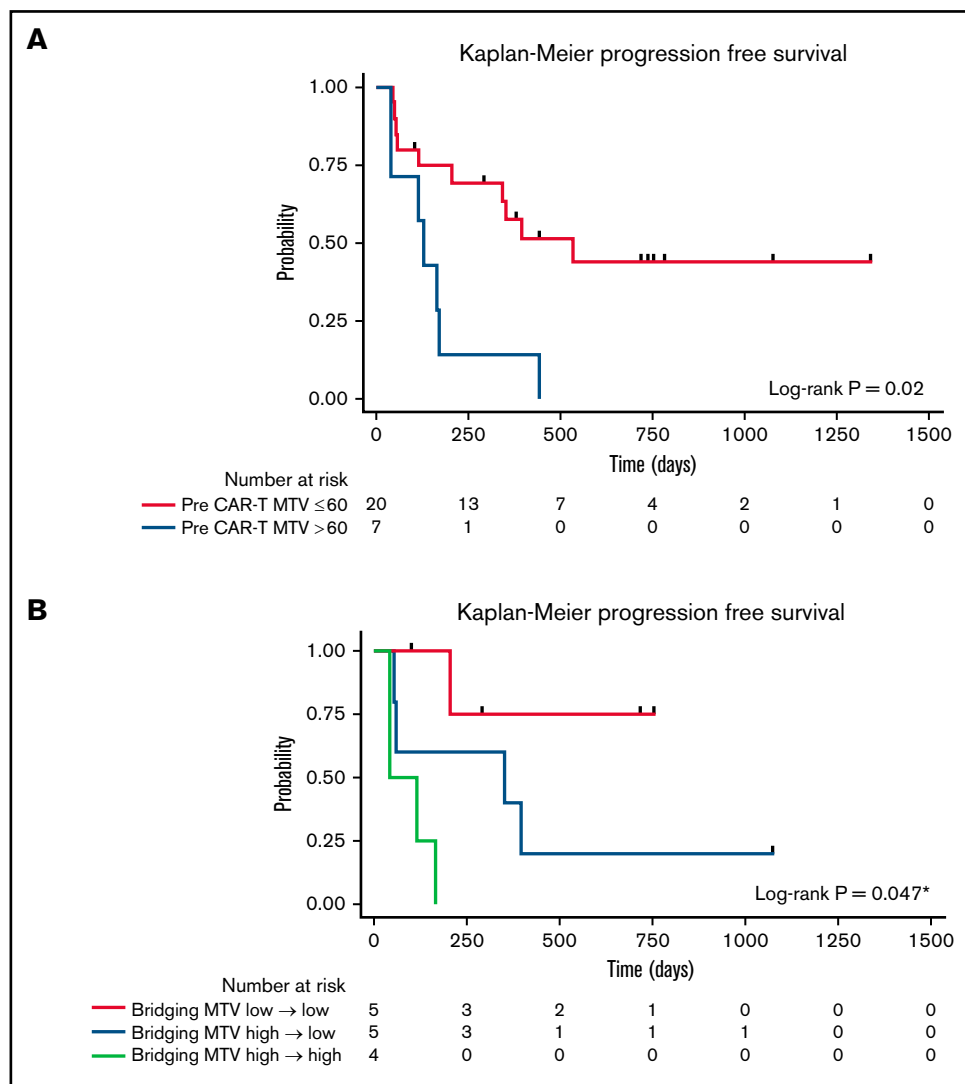 A
Kaplan-Meier progression free survival
1.00
0.75
0.50
0.25
0.00
Probability
Log-rank P = 0.02
0 250 500 750 1000 1250 1500
Time (days)
Number at risk
Pre CAR-T MTV ≤60 20 13 7 4 2 1 0
Pre CAR-T MTV >60 7 1 0 0 0 0 0
B
Kaplan-Meier progression free survival
1.00
0.75
0.50
0.25
0.00
Probability
Log-rank P = 0.047*
0 250 500 750 1000 1250 1500
Time (days)
Number at risk
Bridging MTV low → low 5 3 2 1 0 0 0
Bridging MTV high → low 5 3 1 1 1 0 0
Bridging MTV high → high 4 0 0 0 0 0 0